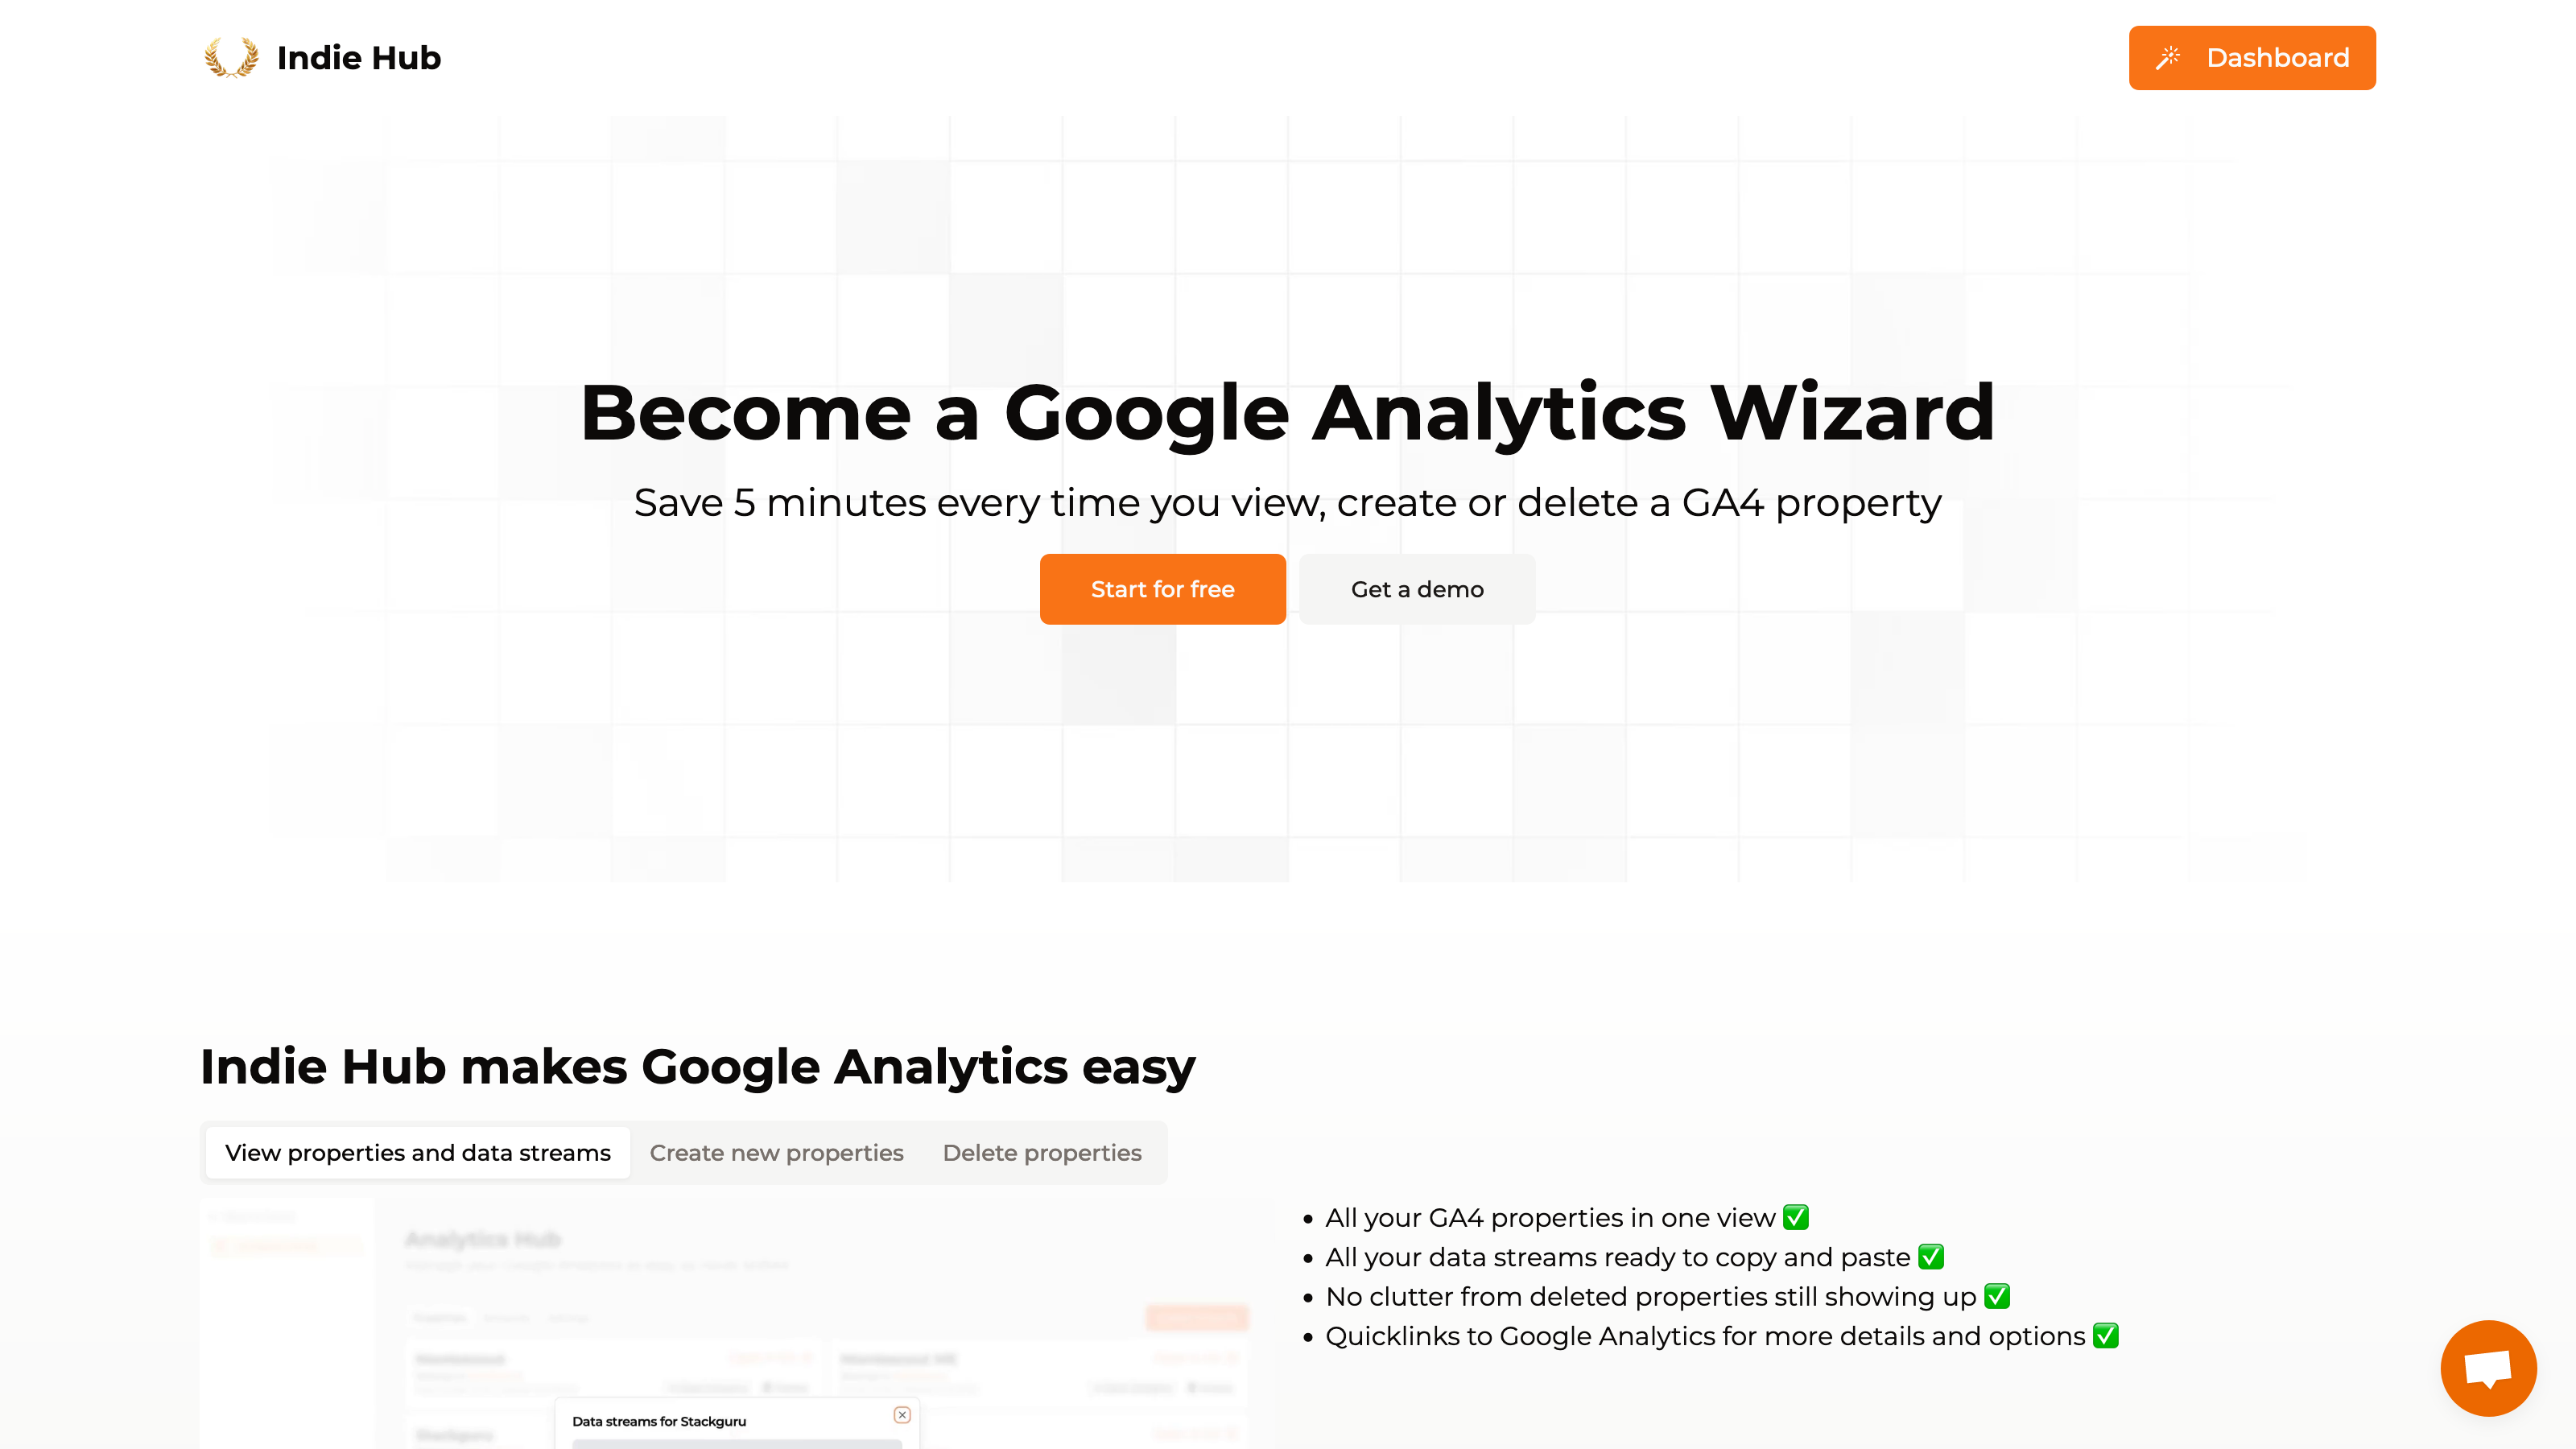 Indie Hub
Dashboard
Become a Google Analytics Wizard
Save 5 minutes every time you view, create or delete a GA4 property
Start for free
Get a demo
Indie Hub makes Google Analytics easy
View properties and data streams
Create new properties
Delete properties
Analytics Hub
All your GA4 properties in one view ✅
All your data streams ready to copy and paste ✅
No clutter from deleted properties still showing up ✅
Quicklinks to Google Analytics for more details and options ✅
Data streams for Stackguru